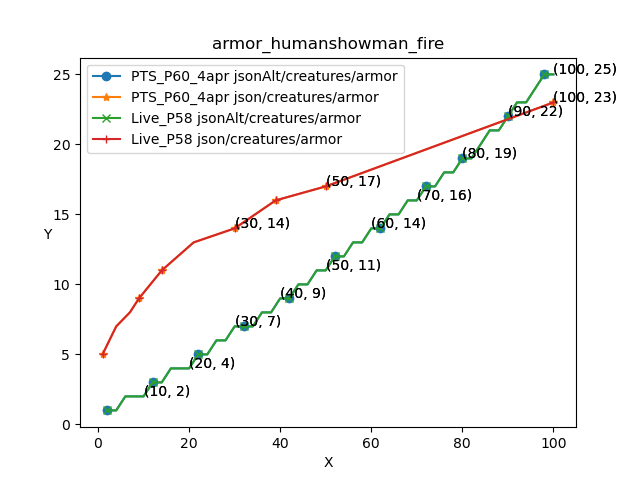 armor_humanshowman_fire
PTS_P60_4apr jsonAlt/creatures/armor
PTS_P60_4apr json/creatures/armor
Live_P58 jsonAlt/creatures/armor
Live_P58 json/creatures/armor
(100, 25)
(100, 23)
(90, 22)
(80, 19)
(50, 17)
(70, 16)
(30, 14)
(60, 14)
(50, 11)
(40, 9)
(30, 7)
(20, 4)
(10, 2)
Y
25
20
15
10
5
0
0 20 40 60 80 100
X